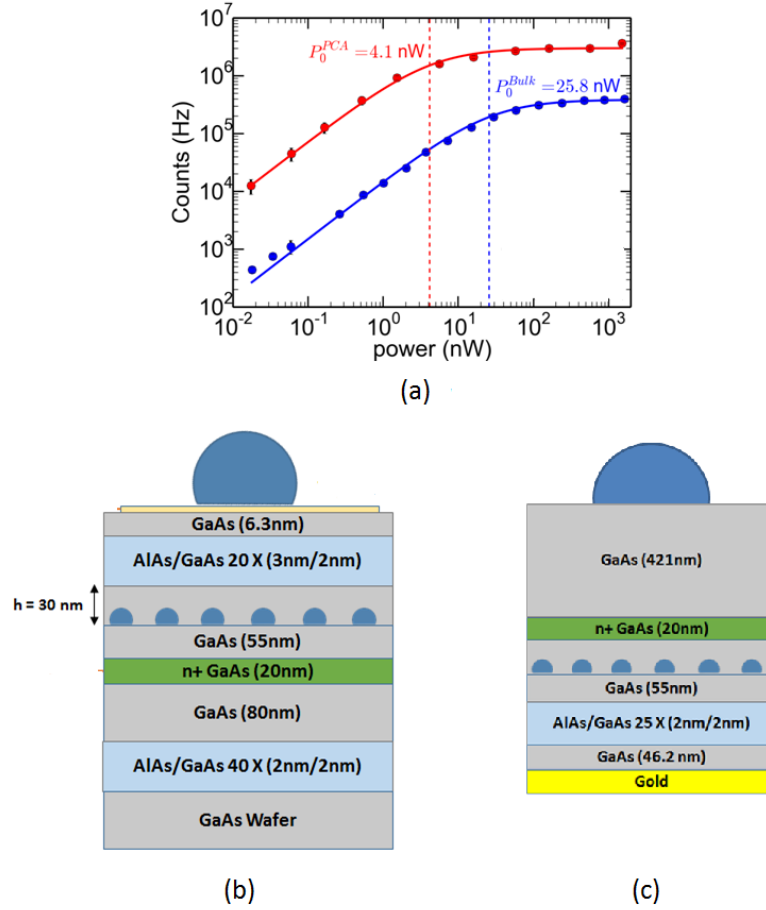 10^7
10^6
10^5
10^4
10^3
10^2
Counts (Hz)
P_0^{PCA} = 4.1 nW
P_0^{Bulk} = 25.8 nW
10^-2 10^-1 10^0 10^1 10^2 10^3
power (nW)
(a)
GaAs (6.3nm)
AlAs/GaAs 20 X (3nm/2nm)
h = 30 nm
GaAs (55nm)
n+ GaAs (20nm)
GaAs (80nm)
AlAs/GaAs 40 X (2nm/2nm)
GaAs Wafer
(b)
GaAs (421nm)
n+ GaAs (20nm)
GaAs (55nm)
AlAs/GaAs 25 X (2nm/2nm)
GaAs (46.2 nm)
Gold
(c)